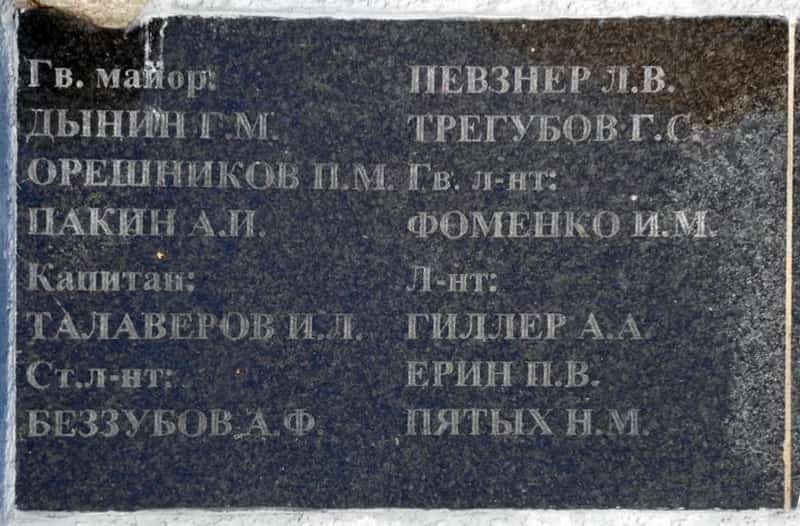 Гв. майор:
ДЫНИН Г.М.
ОРЕШНИКОВ П.М.
ПАКИН А.И.
Капитан:
ТАЛАВЕРОВ И.Л.
Ст.л-нт:
БЕЗЗУБОВ А.Ф.
ПЕВЗНЕР Л.В.
ТРЕГУБОВ Г.С.
Гв. л-нт:
ФОМЕНКО И.М.
Л-нт:
ГИЛЛЕР А.А.
ЕРИН П.В.
ПЯТЫХ Н.М.